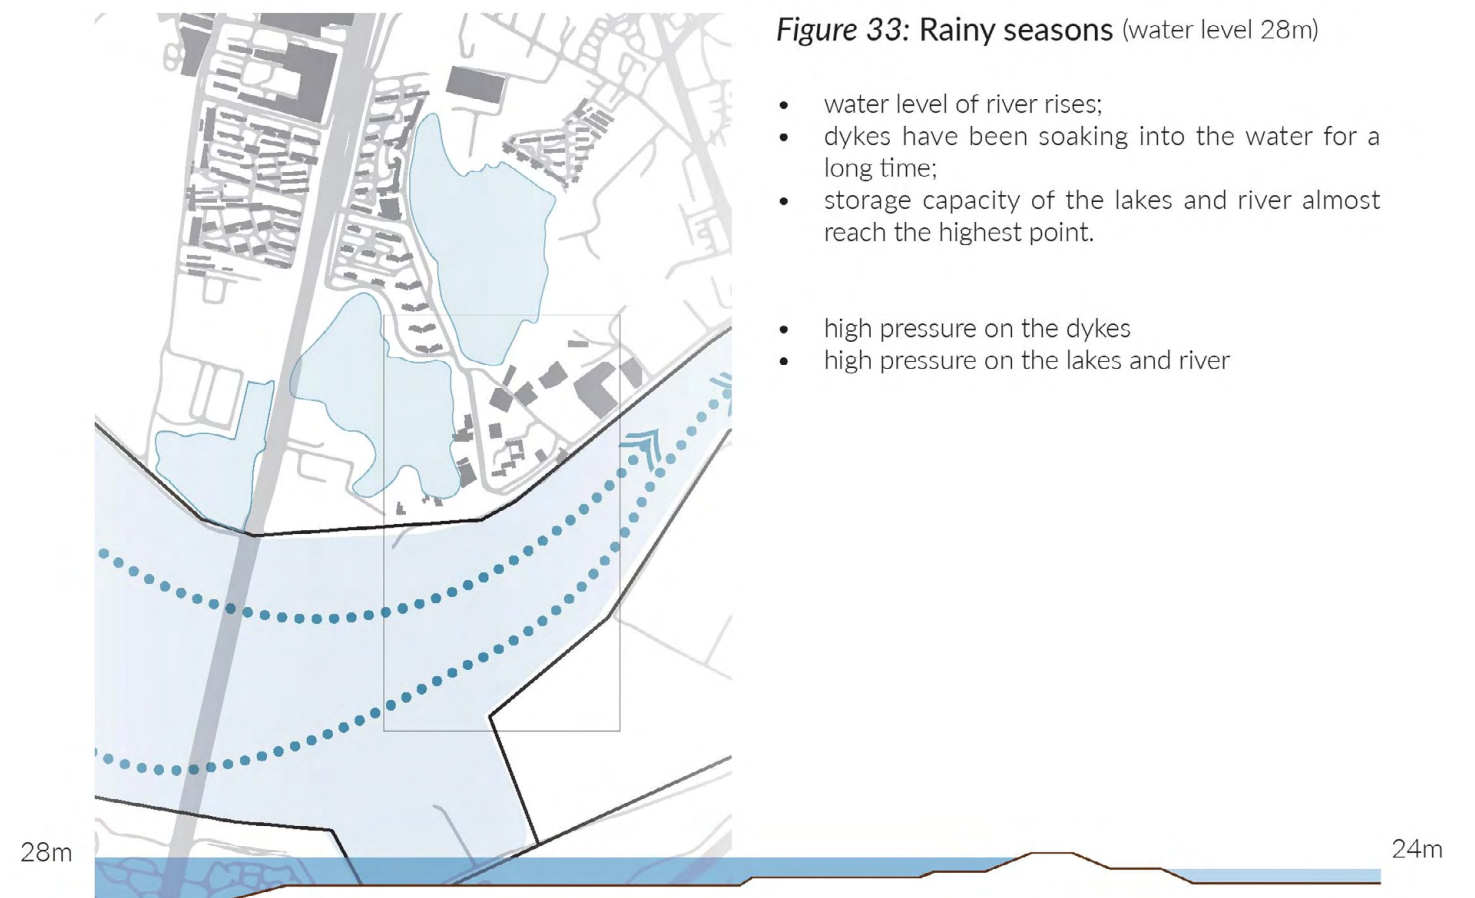 Figure 33: Rainy seasons (water level 28m)
• water level of river rises;
• dykes have been soaking into the water for a
long time;
• storage capacity of the lakes and river almost
reach the highest point.
• high pressure on the dykes
• high pressure on the lakes and river
28m
24m